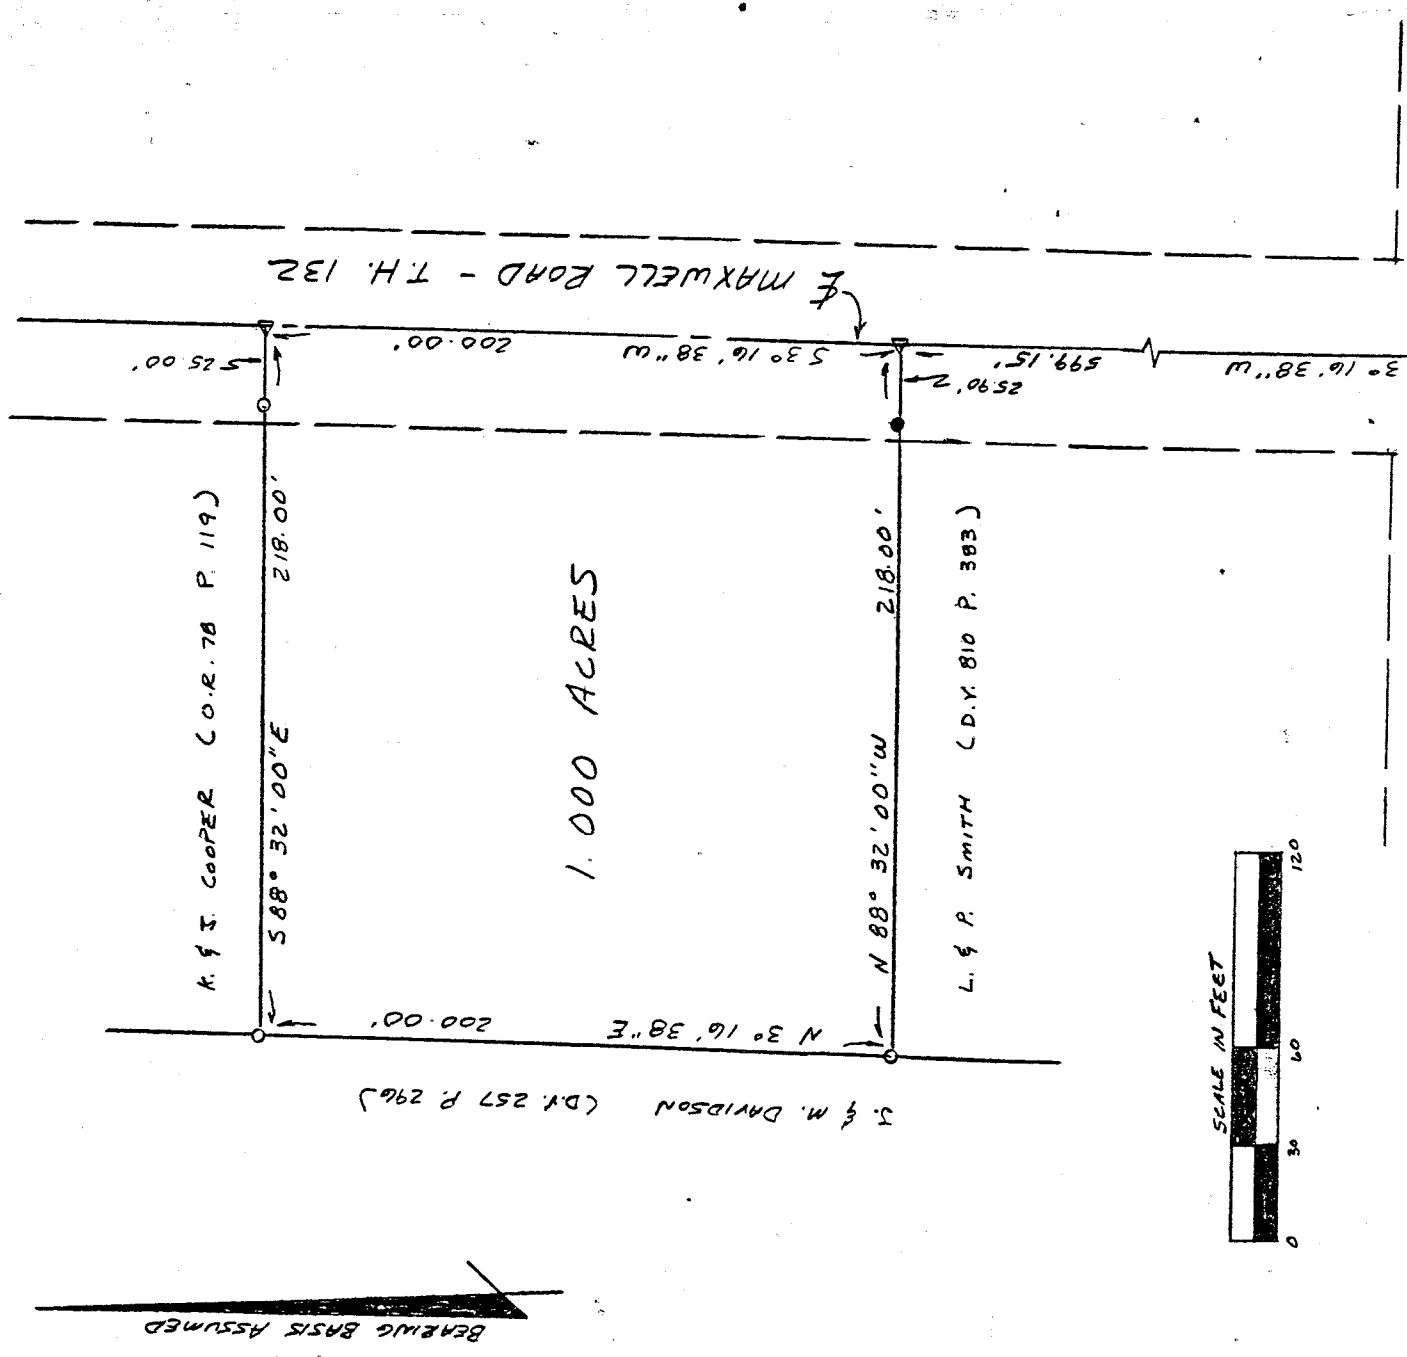 ℄ MAXWELL ROAD - T.H. 132
S 3° 16' 38" W 200.00'
3° 16' 38" W 599.15'
25.00'
25.90'
K. & J. COOPER (O.R. 78 P. 119)
S 88° 32' 00" E 218.00'
1.000 ACRES
N 88° 32' 00" W 218.00'
L. & P. SMITH (D.V. 810 P. 383)
N 3° 16' 38" E 200.00'
J. & M. DAVIDSON (D.V. 257 P. 296)
SCALE IN FEET
0 30 60 120
BEARING BASIS ASSUMED